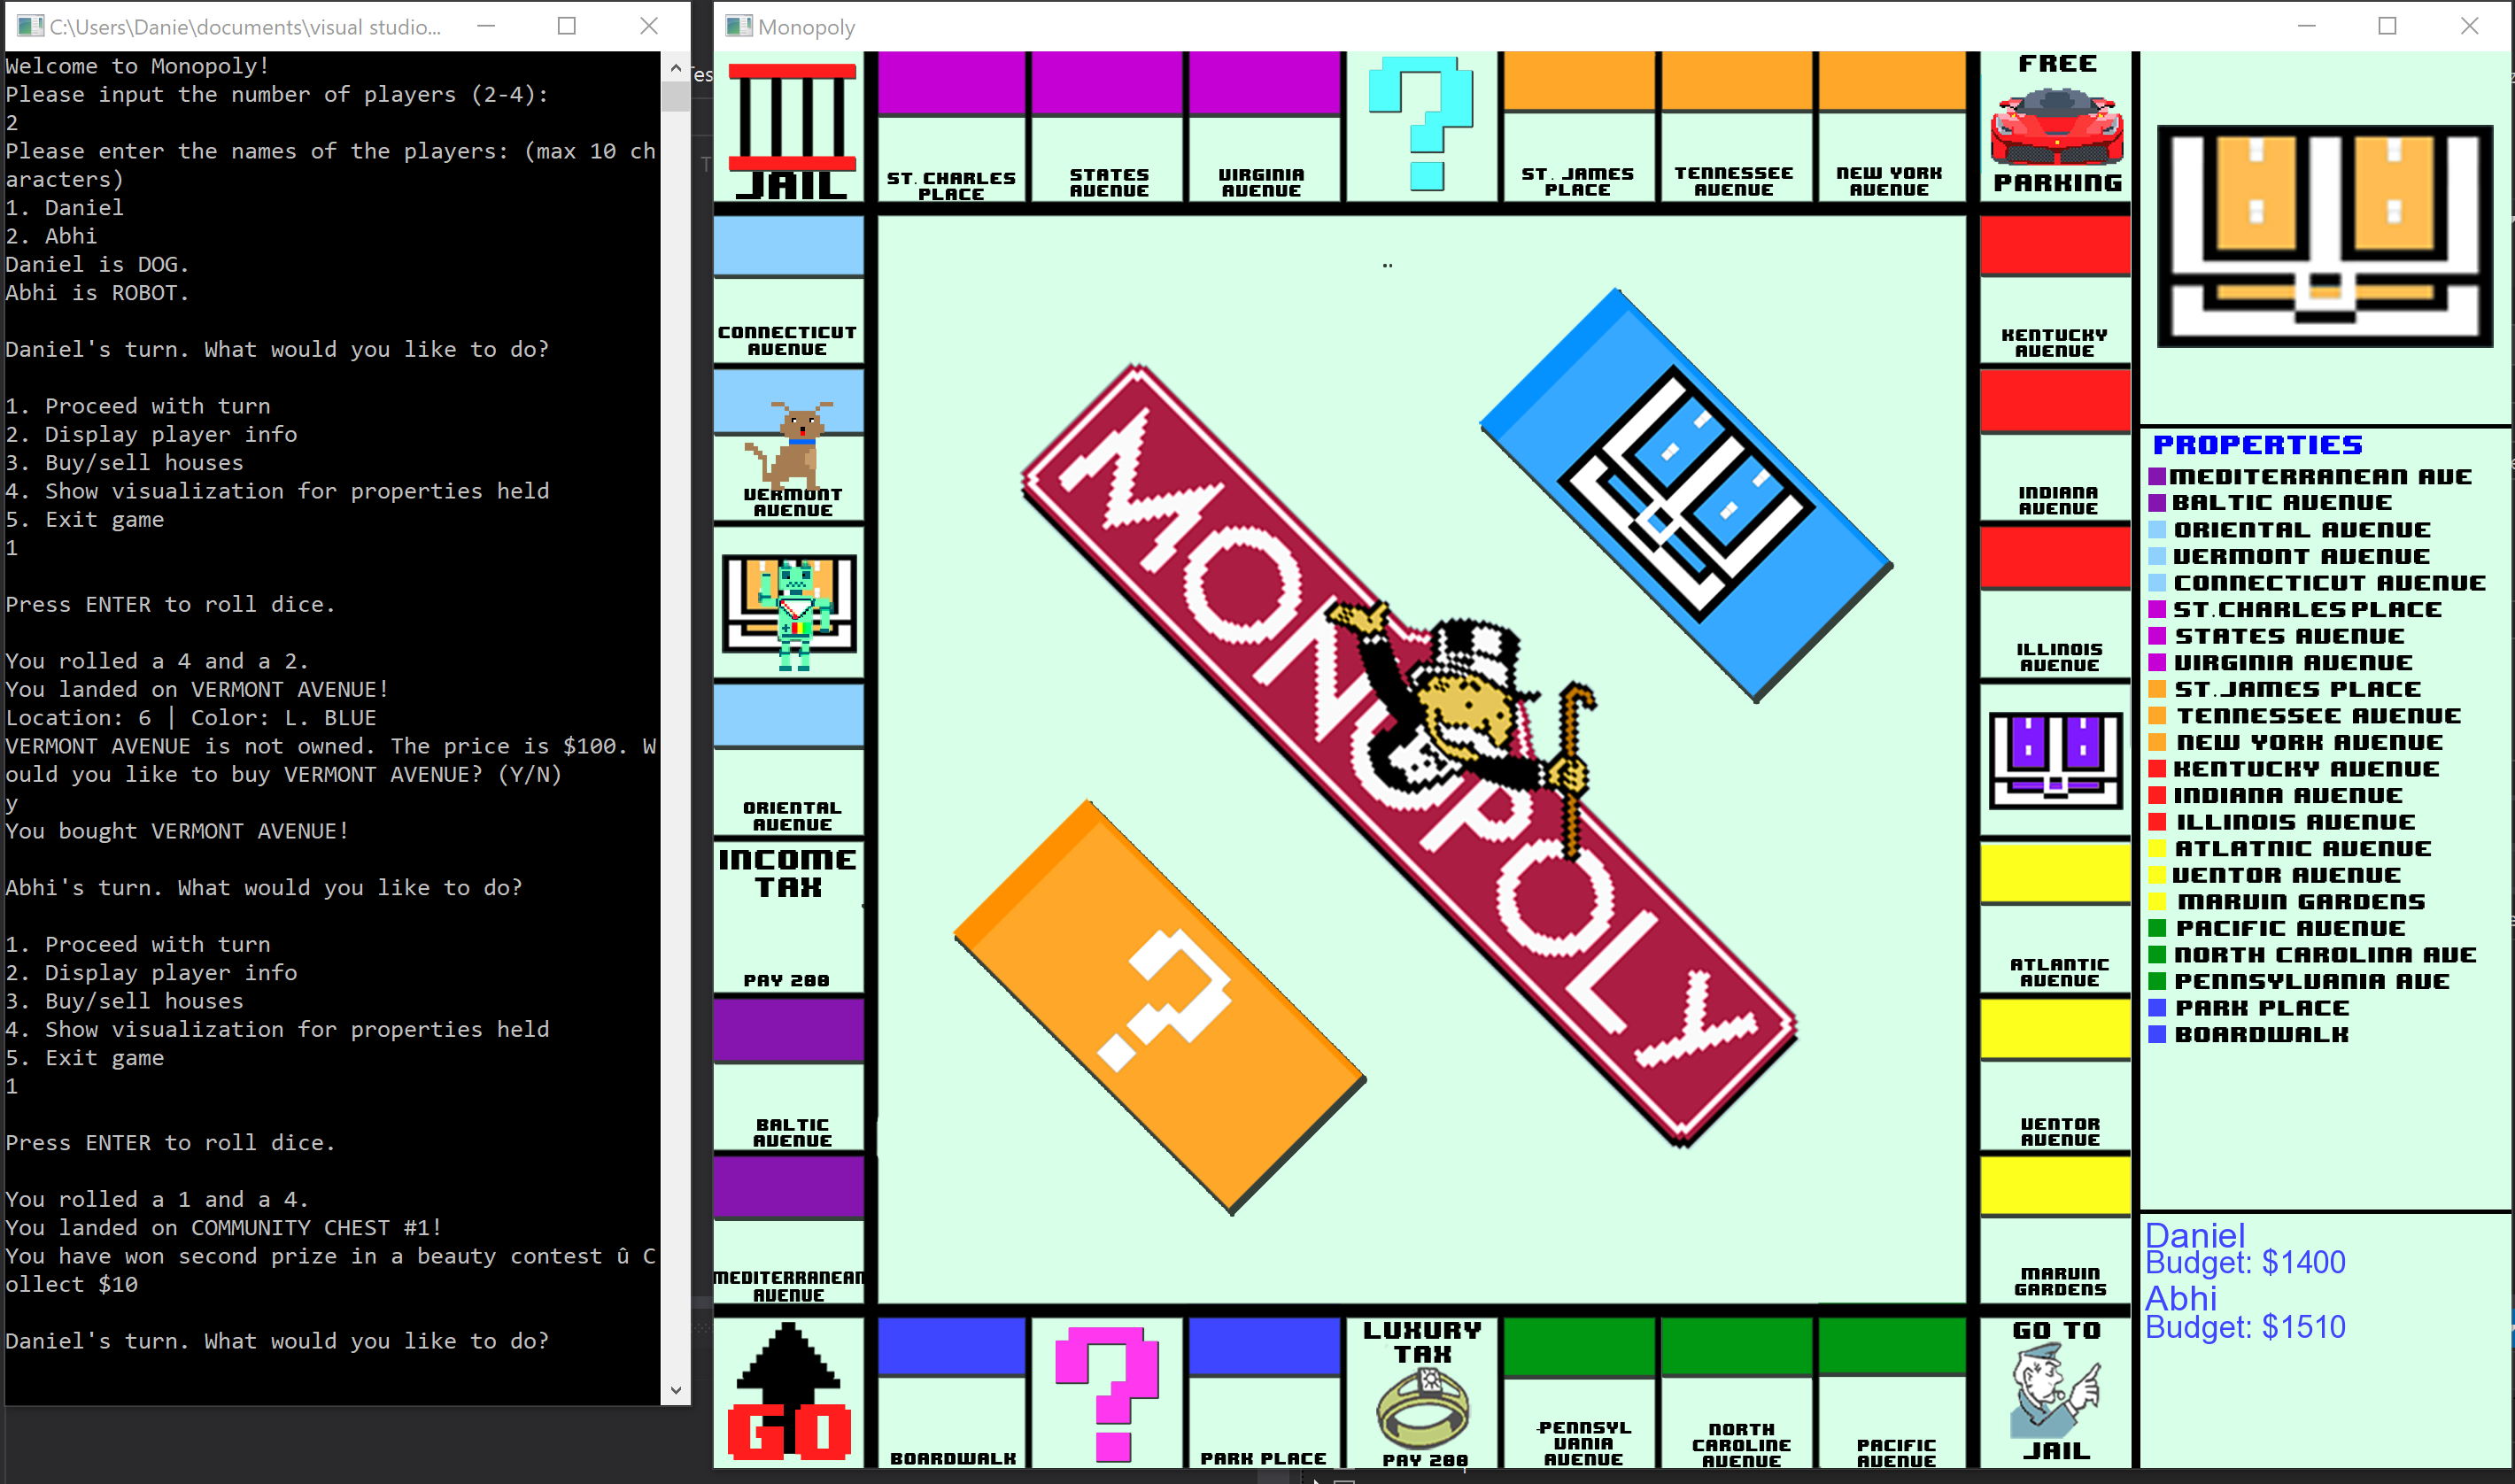 C:\Users\Danie\documents\visual studio...
Welcome to Monopoly!
Please input the number of players (2-4):
2
Please enter the names of the players: (max 10 ch
aracters)
1. Daniel
2. Abhi
Daniel is DOG.
Abhi is ROBOT.
Daniel's turn. What would you like to do?
1. Proceed with turn
2. Display player info
3. Buy/sell houses
4. Show visualization for properties held
5. Exit game
1
Press ENTER to roll dice.
You rolled a 4 and a 2.
You landed on VERMONT AVENUE!
Location: 6 | Color: L. BLUE
VERMONT AVENUE is not owned. The price is $100. W
ould you like to buy VERMONT AVENUE? (Y/N)
y
You bought VERMONT AVENUE!
Abhi's turn. What would you like to do?
1. Proceed with turn
2. Display player info
3. Buy/sell houses
4. Show visualization for properties held
5. Exit game
1
Press ENTER to roll dice.
You rolled a 1 and a 4.
You landed on COMMUNITY CHEST #1!
You have won second prize in a beauty contest û C
ollect $10
Daniel's turn. What would you like to do?
Monopoly
JAIL
ST. CHARLES
PLACE
STATES
AVENUE
VIRGINIA
AVENUE
?
ST. JAMES
PLACE
TENNESSEE
AVENUE
NEW YORK
AVENUE
FREE
PARKING
CONNECTICUT
AVENUE
VERMONT
AVENUE
ORIENTAL
AVENUE
INCOME
TAX
PAY 200
BALTIC
AVENUE
MEDITERRANEAN
AVENUE
MONOPOLY
?
KENTUCKY
AVENUE
INDIANA
AVENUE
ILLINOIS
AVENUE
ATLANTIC
AVENUE
VENTOR
AVENUE
MARVIN
GARDENS
GO
BOARDWALK
?
PARK PLACE
LUXURY
TAX
PAY 200
-PENNSYL
VANIA
AVENUE
NORTH
CAROLINE
AVENUE
PACIFIC
AVENUE
GO TO
JAIL
PROPERTIES
MEDITERRANEAN AVE
BALTIC AVENUE
ORIENTAL AVENUE
VERMONT AVENUE
CONNECTICUT AVENUE
ST.CHARLES PLACE
STATES AVENUE
VIRGINIA AVENUE
ST.JAMES PLACE
TENNESSEE AVENUE
NEW YORK AVENUE
KENTUCKY AVENUE
INDIANA AVENUE
ILLINOIS AVENUE
ATLATNIC AVENUE
VENTOR AVENUE
MARVIN GARDENS
PACIFIC AVENUE
NORTH CAROLINA AVE
PENNSYLVANIA AVE
PARK PLACE
BOARDWALK
Daniel
Budget: $1400
Abhi
Budget: $1510